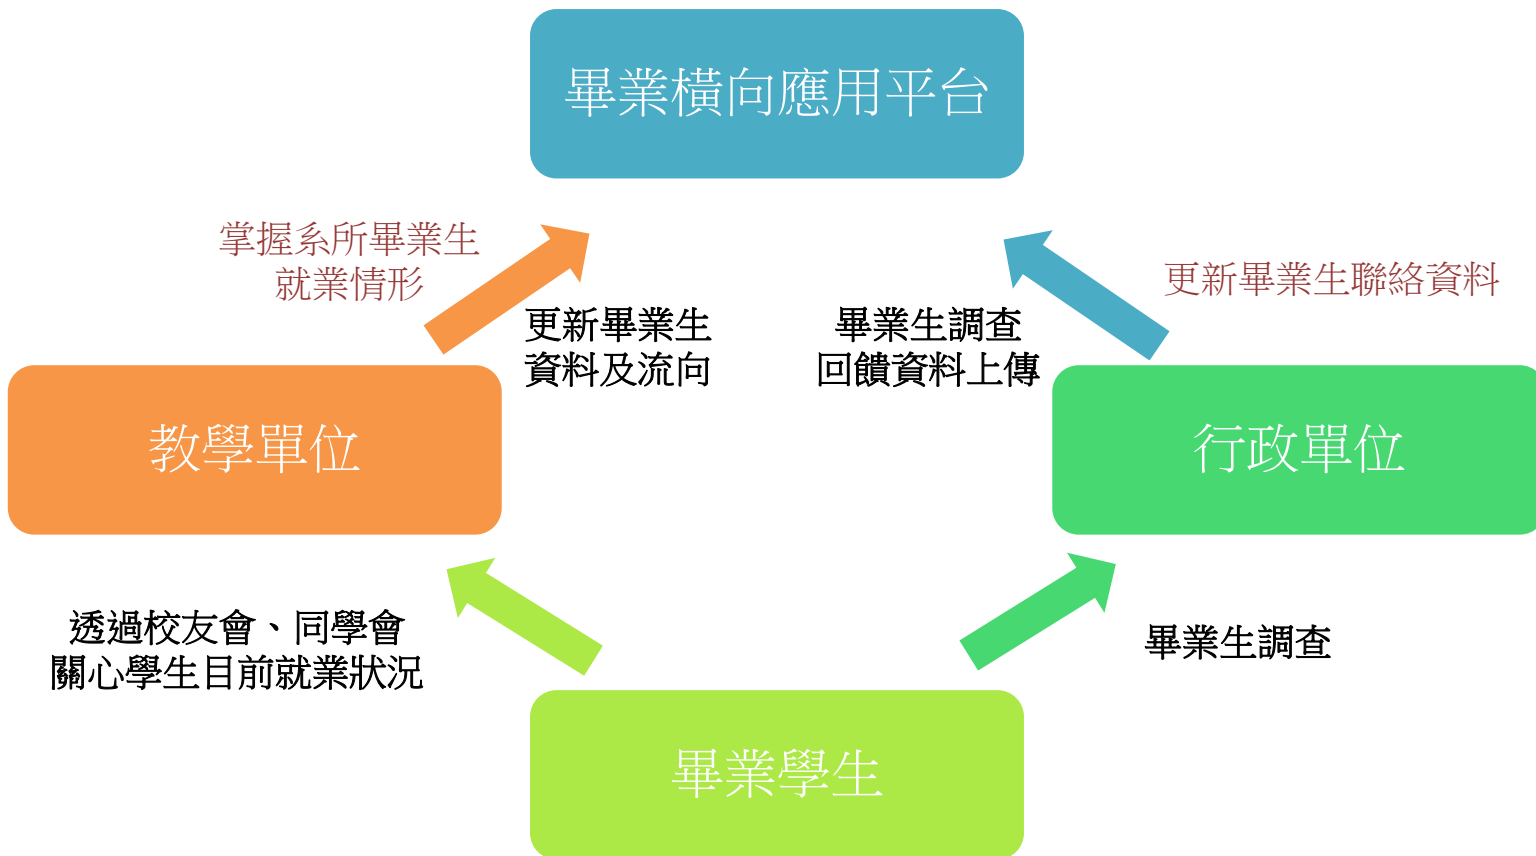 畢業橫向應用平台
掌握系所畢業生
就業情形
更新畢業生
資料及流向
畢業生調查
回饋資料上傳
更新畢業生聯絡資料
教學單位
行政單位
透過校友會、同學會
關心學生目前就業狀況
畢業生調查
畢業學生